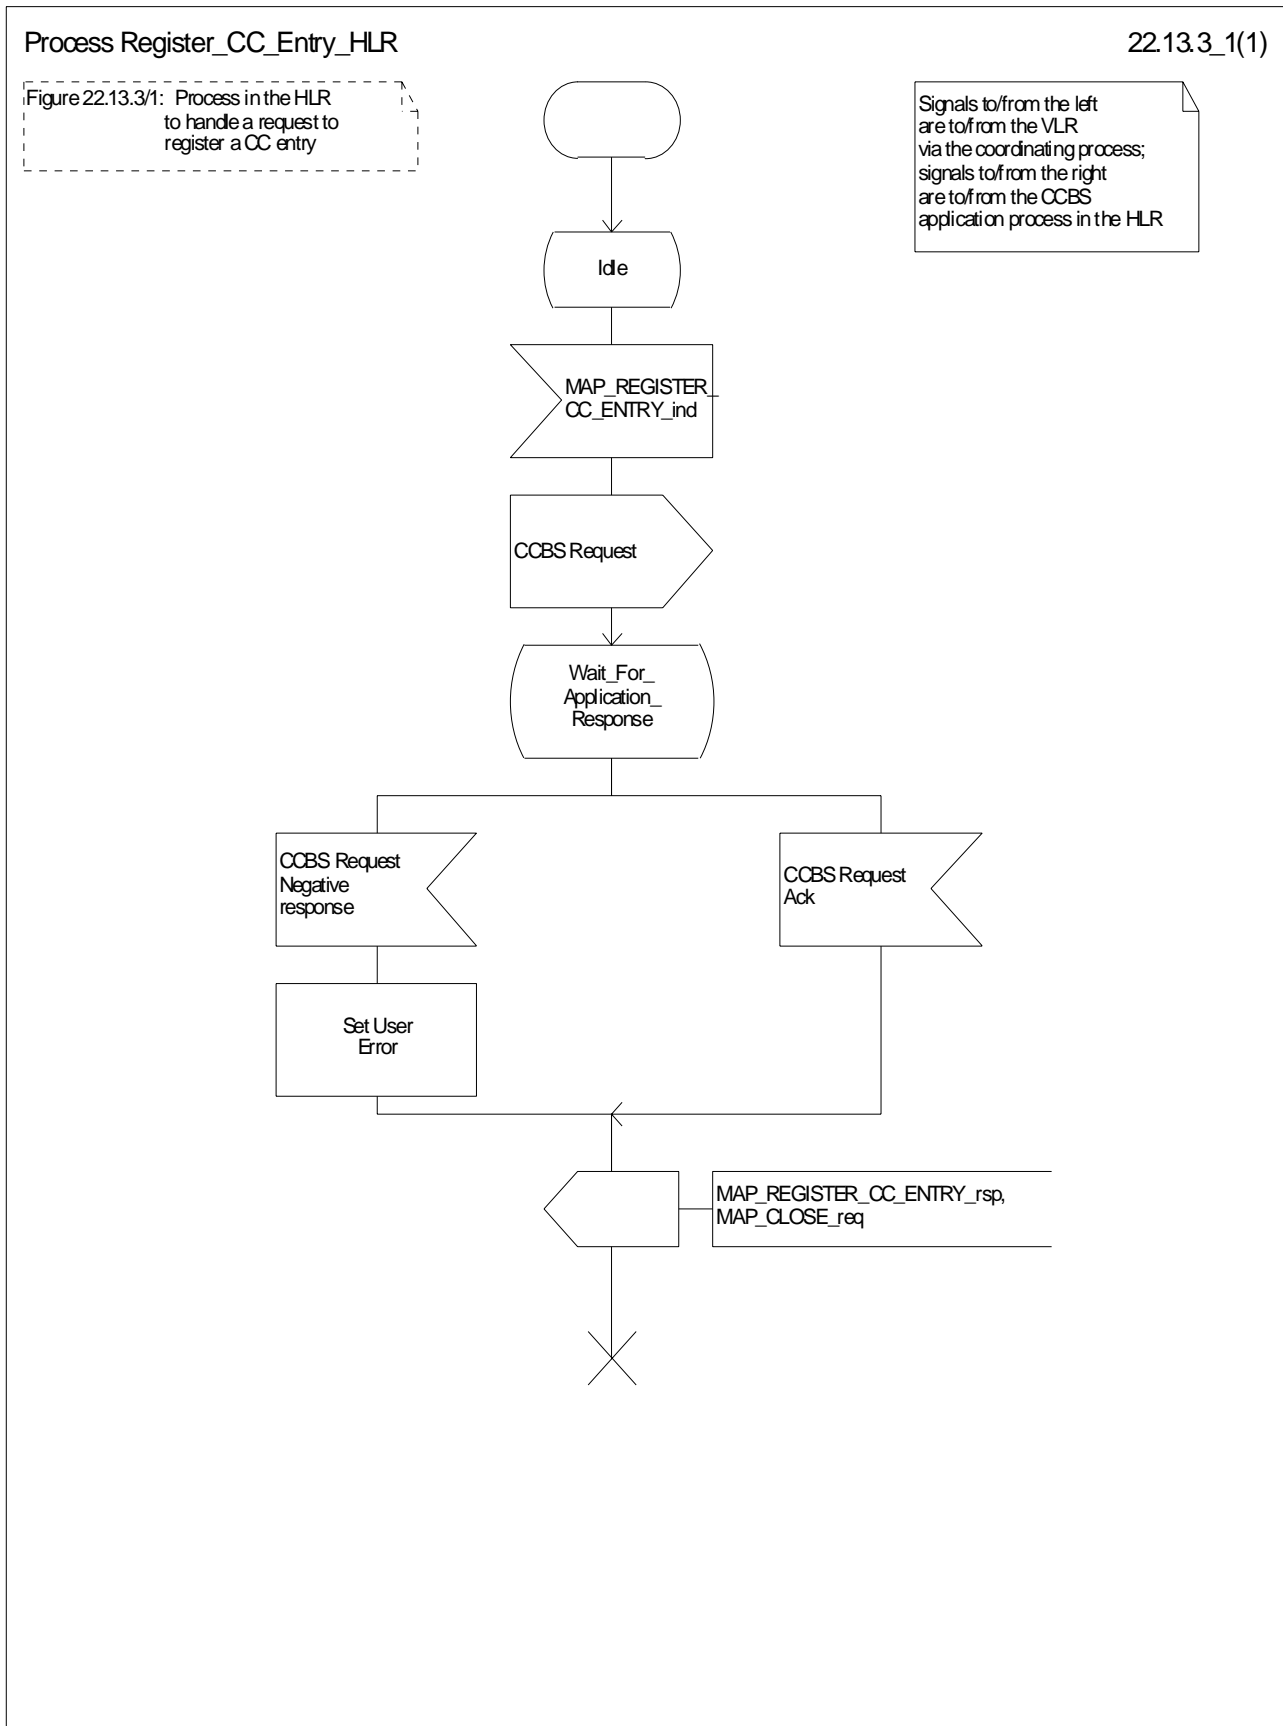 Process Register_CC_Entry_HLR
22.13.3_1(1)
Figure 22.13.3/1: Process in the HLR
to handle a request to
register a CC entry
Signals to/from the left
are to/from the VLR
via the coordinating process;
signals to/from the right
are to/from the CCBS
application process in the HLR
Idle
MAP_REGISTER_
CC_ENTRY_ind
CCBS Request
Wait_For_
Application_
Response
CCBS Request
Negative
response
CCBS Request
Ack
Set User
Error
MAP_REGISTER_CC_ENTRY_rsp,
MAP_CLOSE_req